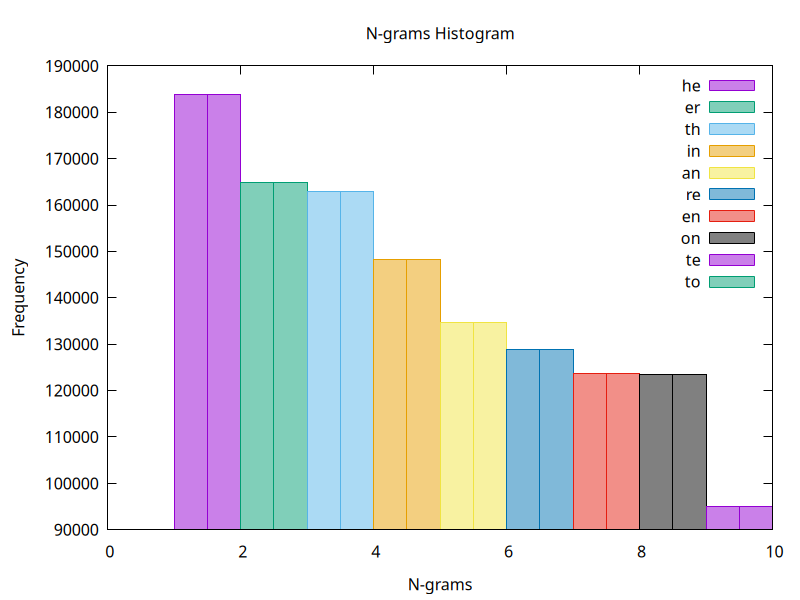 N-grams Histogram
190000
180000
170000
160000
150000
140000
130000
120000
110000
100000
90000
Frequency
he
er
th
in
an
re
en
on
te
to
0 2 4 6 8 10
N-grams